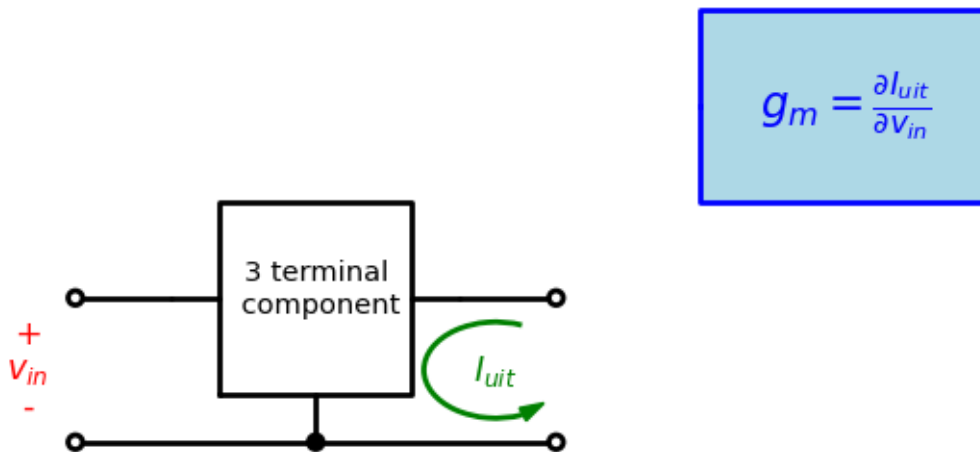 g_m = ∂I_uit/∂v_in
3 terminal
component
+
v_in
-
I_uit